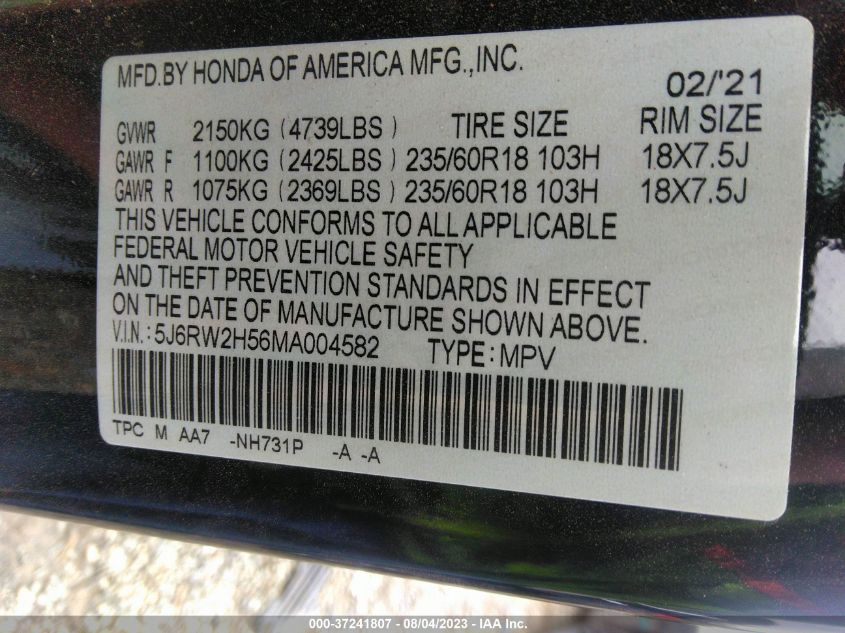 MFD.BY HONDA OF AMERICA MFG.,INC.
02/'21
GVWR 2150KG (4739LBS) TIRE SIZE RIM SIZE
GAWR F 1100KG (2425LBS) 235/60R18 103H 18X7.5J
GAWR R 1075KG (2369LBS) 235/60R18 103H 18X7.5J
THIS VEHICLE CONFORMS TO ALL APPLICABLE
FEDERAL MOTOR VEHICLE SAFETY
AND THEFT PREVENTION STANDARDS IN EFFECT
ON THE DATE OF MANUFACTURE SHOWN ABOVE.
V.I.N.: 5J6RW2H56MA004582 TYPE: MPV
TPC M AA7 -NH731P -A -A
000-37241807 - 08/04/2023 - IAA Inc.